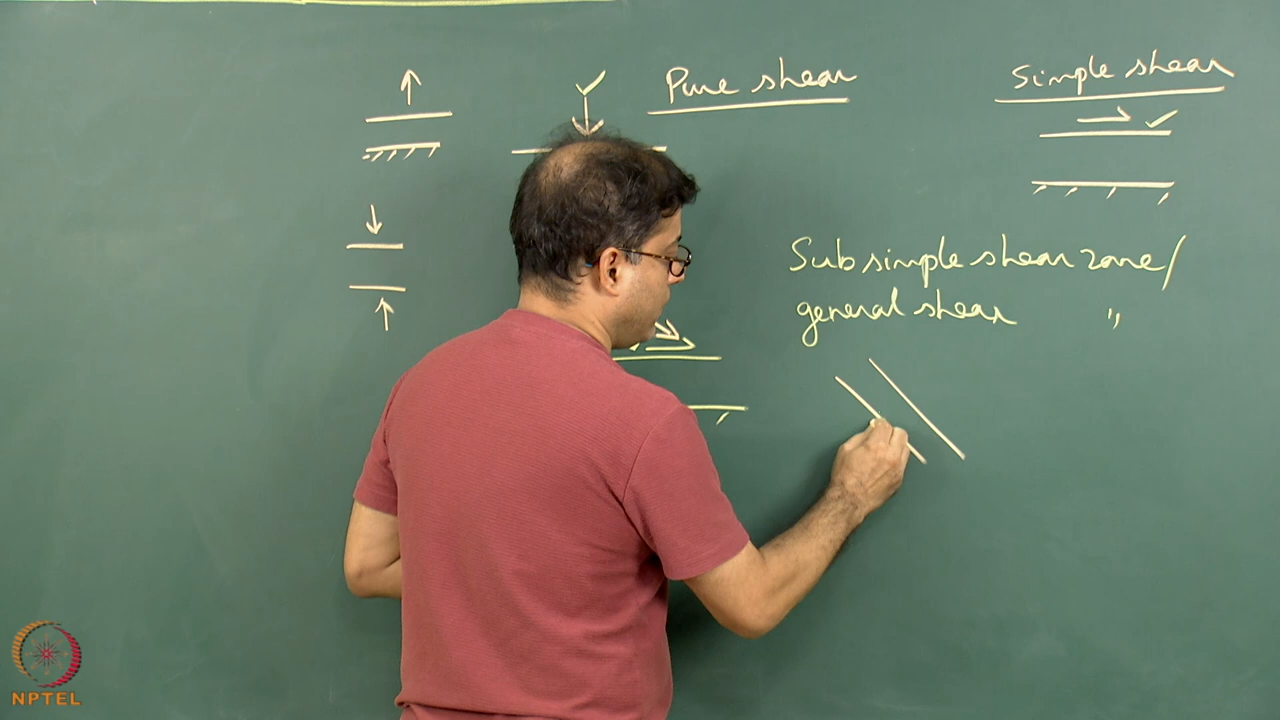 Pure shear
Simple shear
Sub simple shear zone/
general shear "
NPTEL